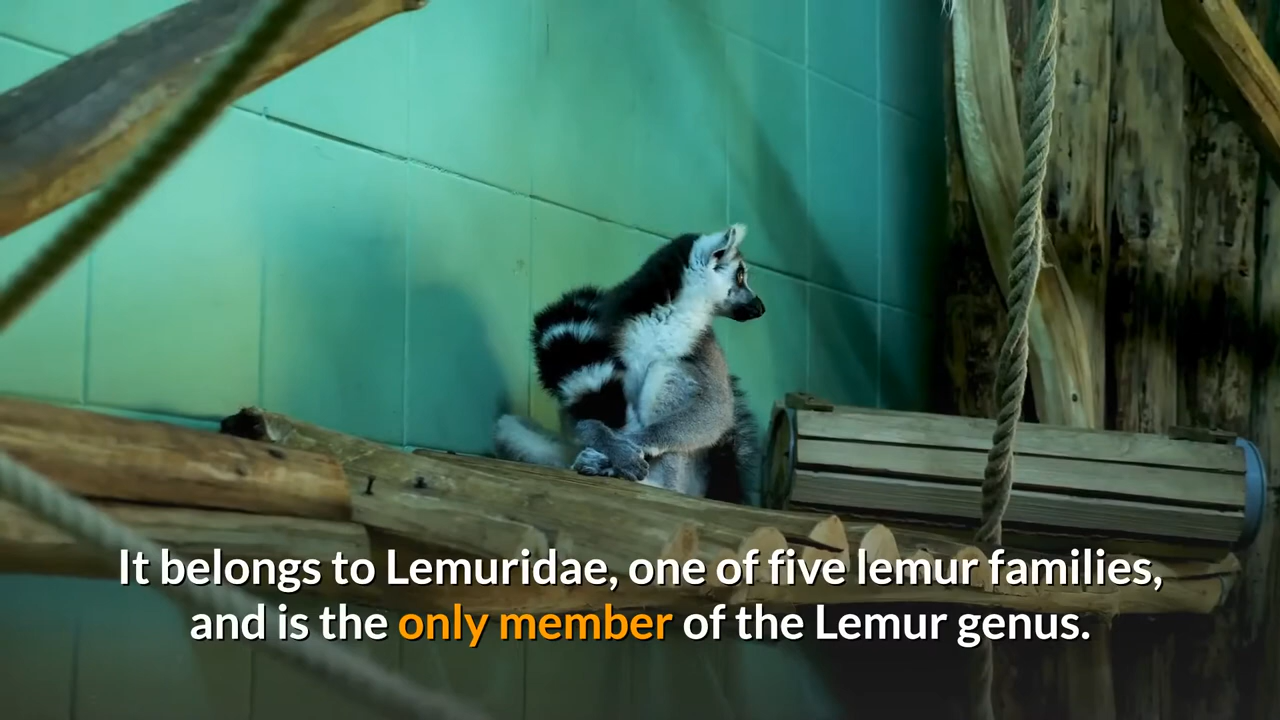 It belongs to Lemuridae, one of five lemur families,
and is the only member of the Lemur genus.